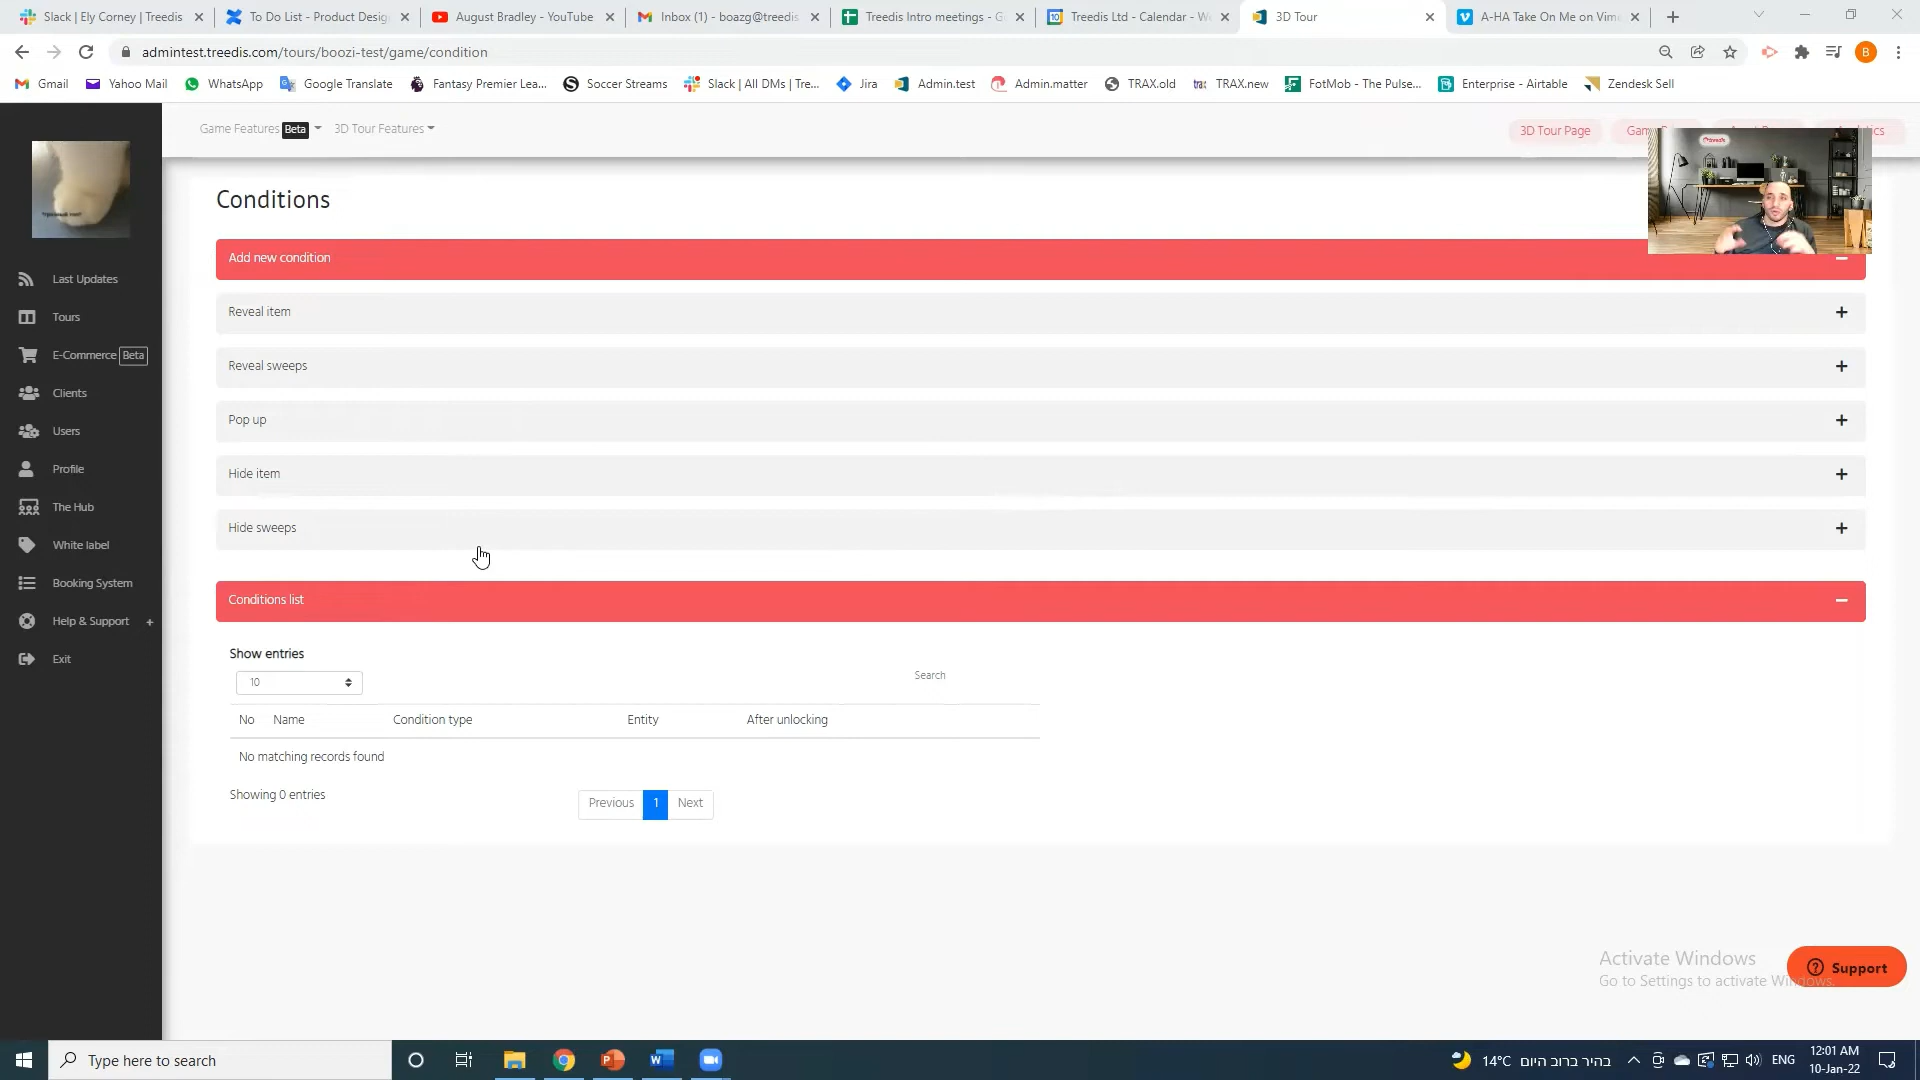 Slack | Ely Corney | Treedis
To Do List - Product Desig
August Bradley - YouTube
Inbox (1) - boazg@treedis
Treedis Intro meetings - G
Treedis Ltd - Calendar - W
3D Tour
A-HA Take On Me on Vim
admintest.treedis.com/tours/boozi-test/game/condition
B
Gmail
Yahoo Mail
WhatsApp
Google Translate
Fantasy Premier Lea...
Soccer Streams
Slack | All DMs | Tre...
Jira
Admin.test
Admin.matter
TRAX.old
TRAX.new
FotMob - The Pulse...
Enterprise - Airtable
Zendesk Sell
Game Features Beta
3D Tour Features
3D Tour Page
Conditions
Add new condition
Reveal item
Reveal sweeps
Pop up
Hide item
Hide sweeps
Last Updates
Tours
E-Commerce Beta
Clients
Users
Profile
The Hub
White label
Booking System
Help & Support +
Exit
Conditions list
Show entries
10
Search
No Name Condition type Entity After unlocking
No matching records found
Showing 0 entries
Previous 1 Next
Activate Windows
Go to Settings to activate Windows.
Support
Type here to search
14°C בהיר ברוב היום
ENG
12:01 AM
10-Jan-22